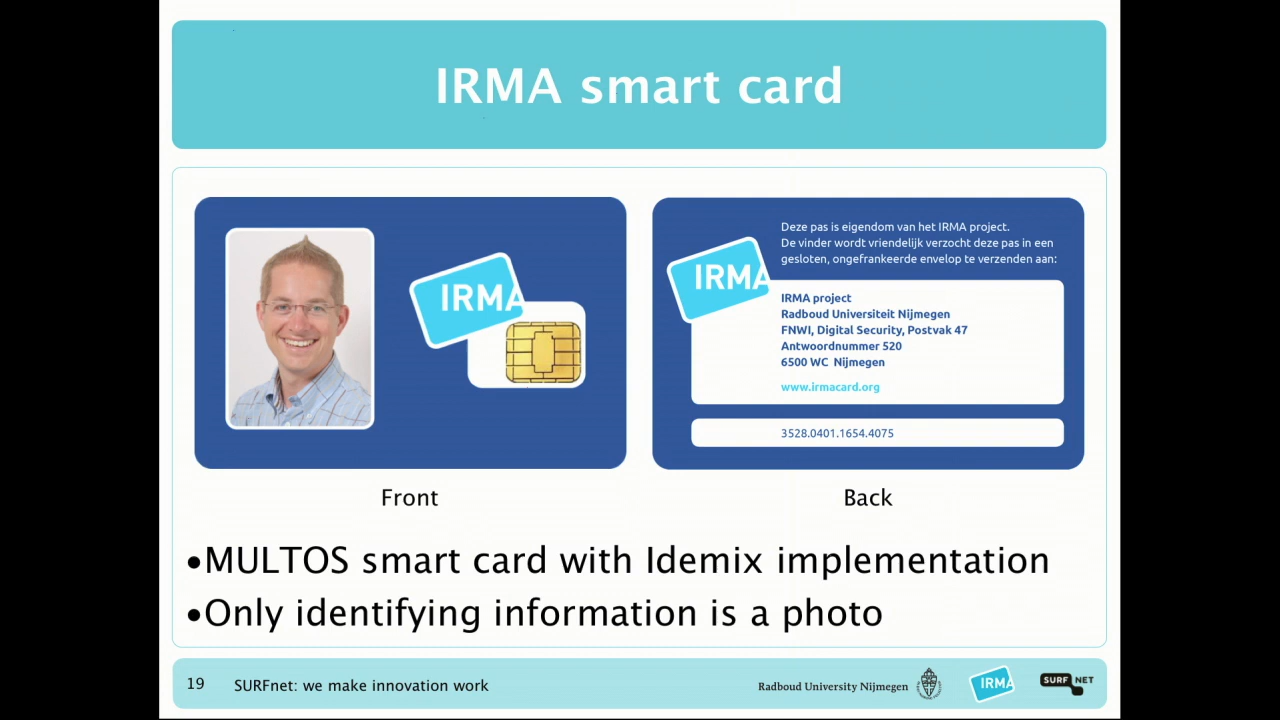 IRMA smart card
IRMA
Deze pas is eigendom van het IRMA project.
De vinder wordt vriendelijk verzocht deze pas in een
gesloten, ongefrankeerde envelop te verzenden aan:
IRMA
IRMA project
Radboud Universiteit Nijmegen
FNWI, Digital Security, Postvak 47
Antwoordnummer 520
6500 WC Nijmegen
www.irmacard.org
3528.0401.1654.4075
Front
Back
•MULTOS smart card with Idemix implementation
•Only identifying information is a photo
19
SURFnet: we make innovation work
Radboud University Nijmegen
IRMA
SURF NET